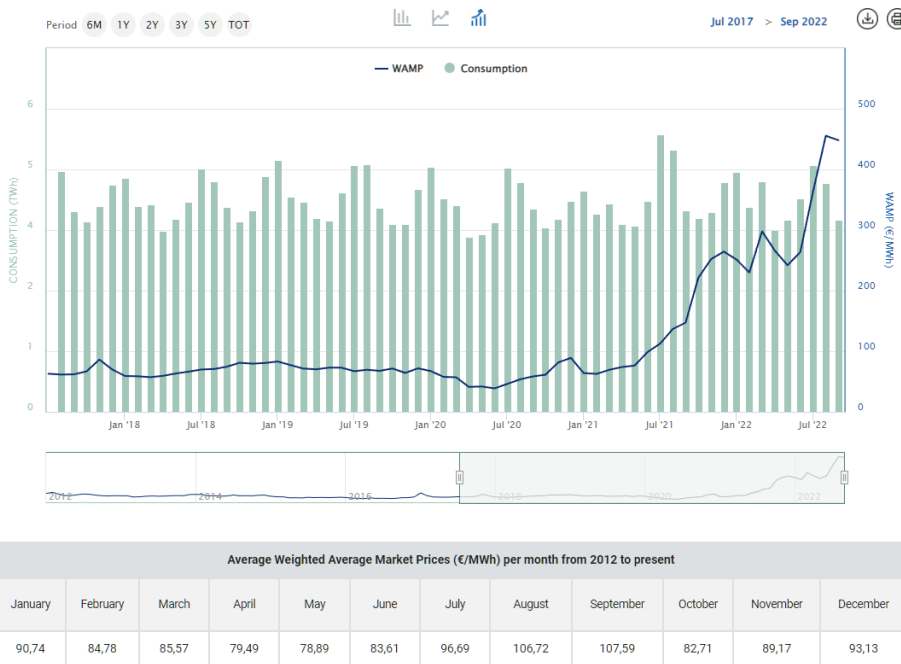 Period 6M 1Y 2Y 3Y 5Y TOT Jul 2017 > Sep 2022
WAMP Consumption
6 500
5 400
4 300
2 200
1 100
0 0
CONSUMPTION (TWh)
WAMP (€/MWh)
Jan '18 Jul '18 Jan '19 Jul '19 Jan '20 Jul '20 Jan '21 Jul '21 Jan '22 Jul '22
2012 2014 2016 2018 2020 2022
Average Weighted Average Market Prices (€/MWh) per month from 2012 to present
January February March April May June July August September October November December
90,74 84,78 85,57 79,49 78,89 83,61 96,69 106,72 107,59 82,71 89,17 93,13